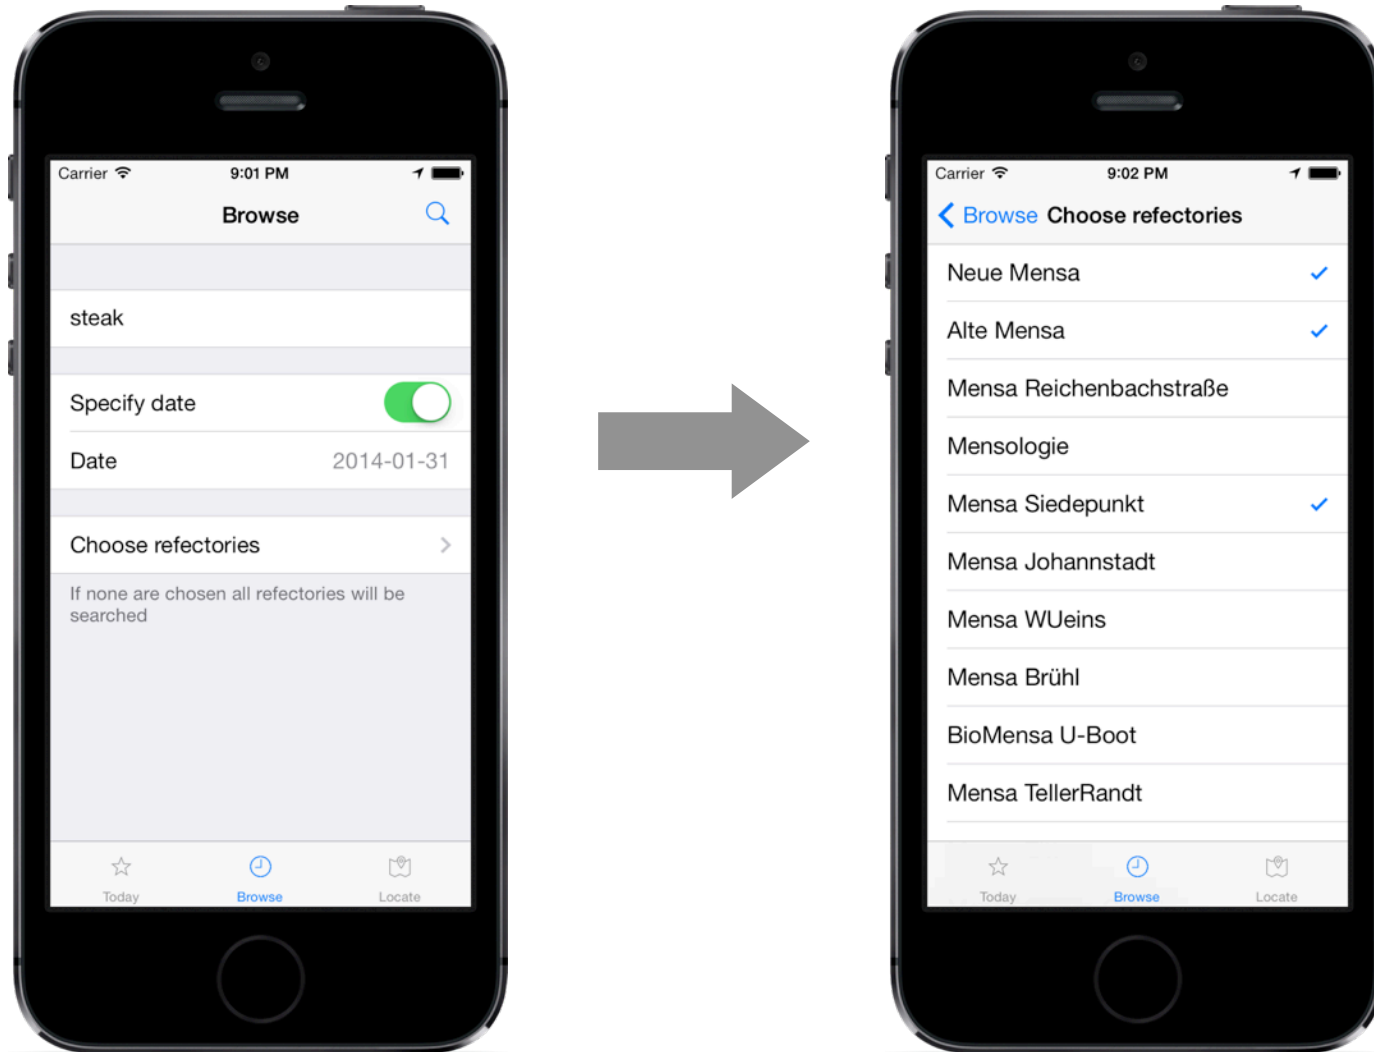 Carrier 9:01 PM
Browse
steak
Specify date
Date 2014-01-31
Choose refectories
If none are chosen all refectories will be
searched
Today Browse Locate
Carrier 9:02 PM
Browse Choose refectories
Neue Mensa
Alte Mensa
Mensa Reichenbachstraße
Mensologie
Mensa Siedepunkt
Mensa Johannstadt
Mensa WUeins
Mensa Brühl
BioMensa U-Boot
Mensa TellerRandt
Today Browse Locate